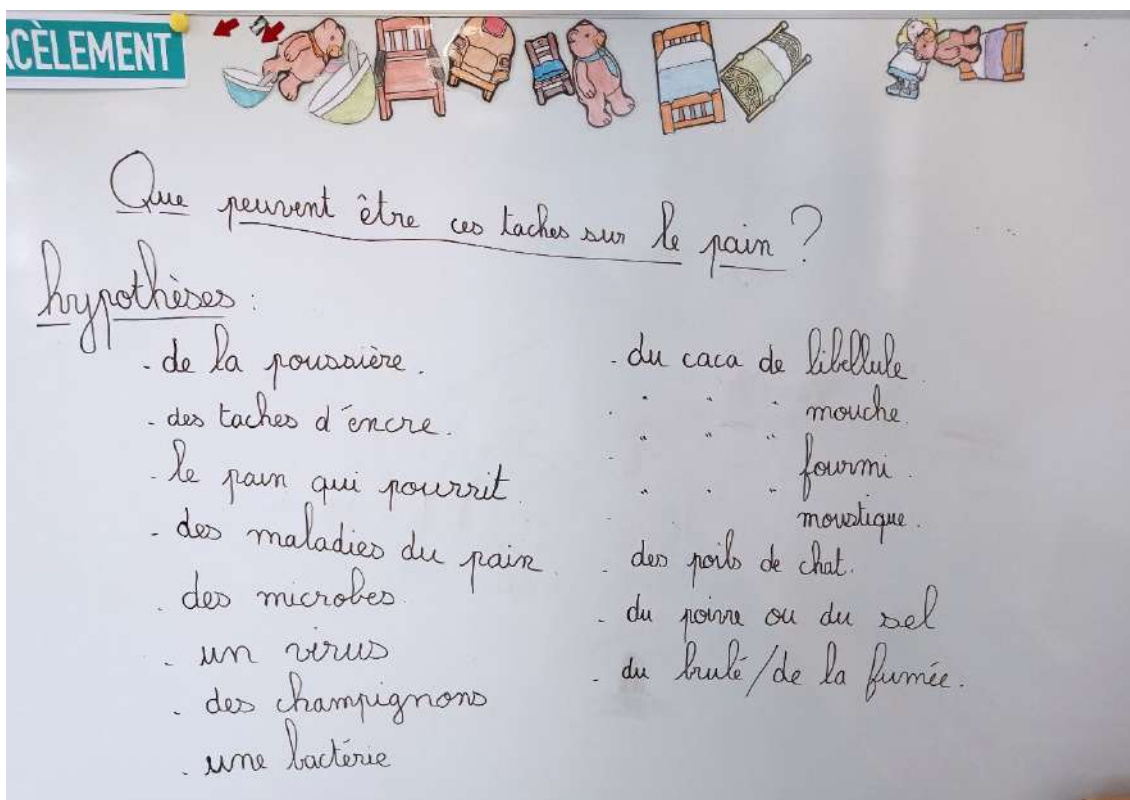 RCÈLEMENT
Que peuvent être ces taches sur le pain ?
hypothèses :
- de la poussière.
- des taches d'encre.
- le pain qui pourrit.
- des maladies du pain.
- des microbes.
- un virus
- des champignons
- une bactérie
- du caca de libellule.
- " " " mouche.
- " " " fourmi.
- " " " moustique.
- des poils de chat.
- du poivre ou du sel
- du brulé/de la fumée.